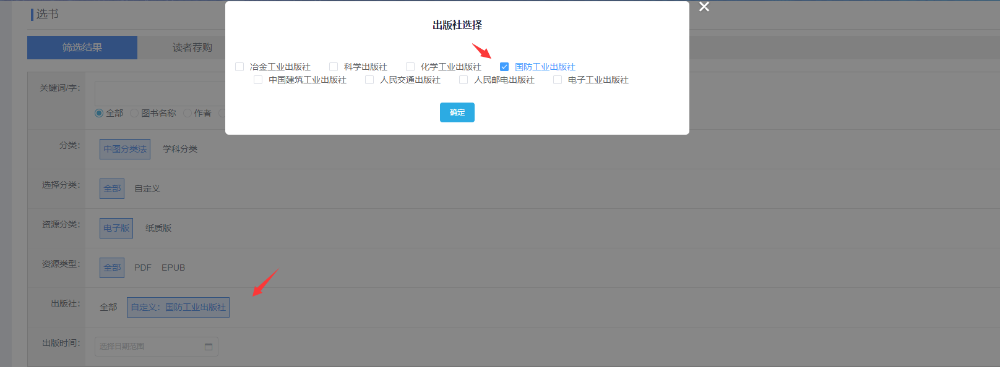 选书
出版社选择
筛选结果 读者荐购
冶金工业出版社 科学出版社 化学工业出版社 国防工业出版社
中国建筑工业出版社 人民交通出版社 人民邮电出版社 电子工业出版社
确定
关键词/字:
全部 图书名称 作者
分类: 中图分类法 学科分类
选择分类: 全部 自定义
资源分类: 电子版 纸质版
资源类型: 全部 PDF EPUB
出版社: 全部 自定义：国防工业出版社
出版时间: 选择日期范围